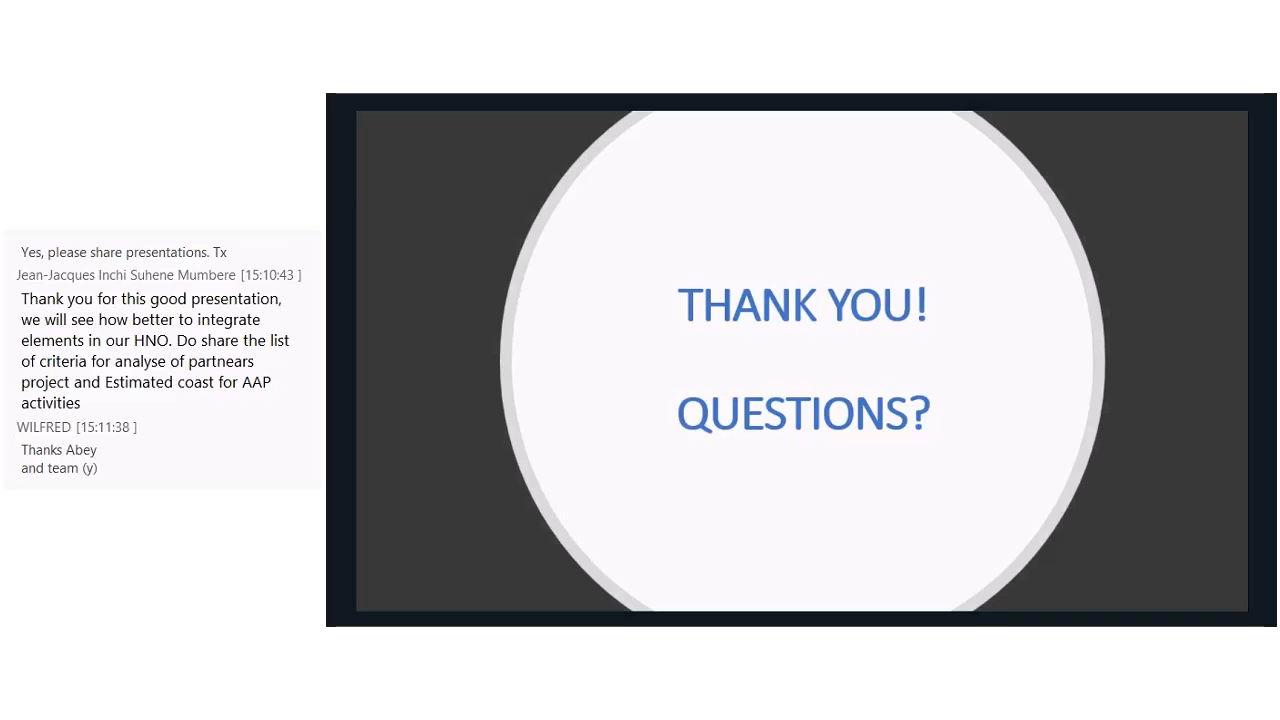 Yes, please share presentations. Tx
Jean-Jacques Inchi Suhene Mumbere [15:10:43 ]
Thank you for this good presentation,
we will see how better to integrate
elements in our HNO. Do share the list
of criteria for analyse of partnears
project and Estimated coast for AAP
activities
WILFRED [15:11:38 ]
Thanks Abey
and team (y)
THANK YOU!
QUESTIONS?